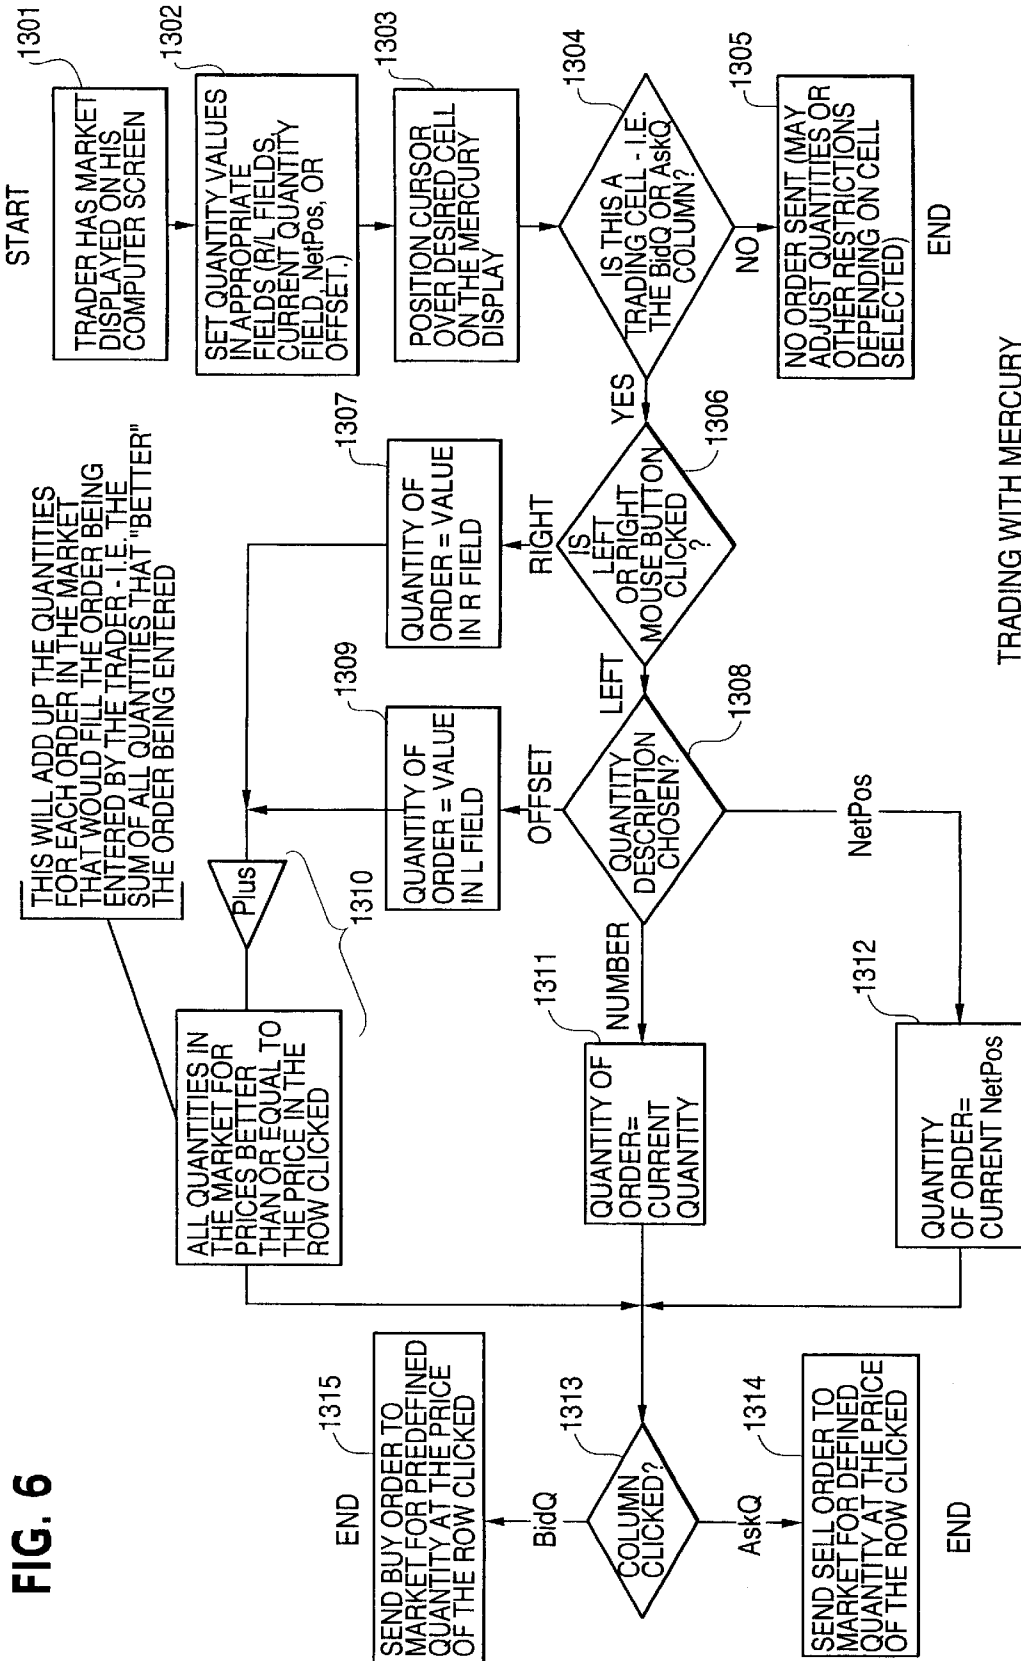 FIG. 6
START
1301
TRADER HAS MARKET
DISPLAYED ON HIS
COMPUTER SCREEN
1302
SET QUANTITY VALUES
IN APPROPRIATE
FIELDS (R/L FIELDS,
CURRENT QUANTITY
FIELD, NetPos, OR
OFFSET.)
1303
POSITION CURSOR
OVER DESIRED CELL
ON THE MERCURY
DISPLAY
1304
IS THIS A
TRADING CELL - I.E.
THE BidQ OR AskQ
COLUMN?
NO
1305
NO ORDER SENT (MAY
ADJUST QUANTITIES OR
OTHER RESTRICTIONS
DEPENDING ON CELL
SELECTED)
END
YES
1306
IS
LEFT
OR RIGHT
MOUSE BUTTON
CLICKED
?
RIGHT
1307
QUANTITY OF
ORDER = VALUE
IN R FIELD
LEFT
1308
QUANTITY
DESCRIPTION
CHOSEN?
OFFSET
1309
QUANTITY OF
ORDER = VALUE
IN L FIELD
Plus
1310
THIS WILL ADD UP THE QUANTITIES
FOR EACH ORDER IN THE MARKET
THAT WOULD FILL THE ORDER BEING
ENTERED BY THE TRADER - I.E. THE
SUM OF ALL QUANTITIES THAT "BETTER"
THE ORDER BEING ENTERED
ALL QUANTITIES IN
THE MARKET FOR
PRICES BETTER
THAN OR EQUAL TO
THE PRICE IN THE
ROW CLICKED
NUMBER
1311
QUANTITY OF
ORDER=
CURRENT
QUANTITY
NetPos
1312
QUANTITY
OF ORDER=
CURRENT NetPos
1313
COLUMN
CLICKED?
BidQ
1315
SEND BUY ORDER TO
MARKET FOR PREDEFINED
QUANTITY AT THE PRICE
OF THE ROW CLICKED
END
AskQ
1314
SEND SELL ORDER TO
MARKET FOR DEFINED
QUANTITY AT THE PRICE
OF THE ROW CLICKED
END
TRADING WITH MERCURY